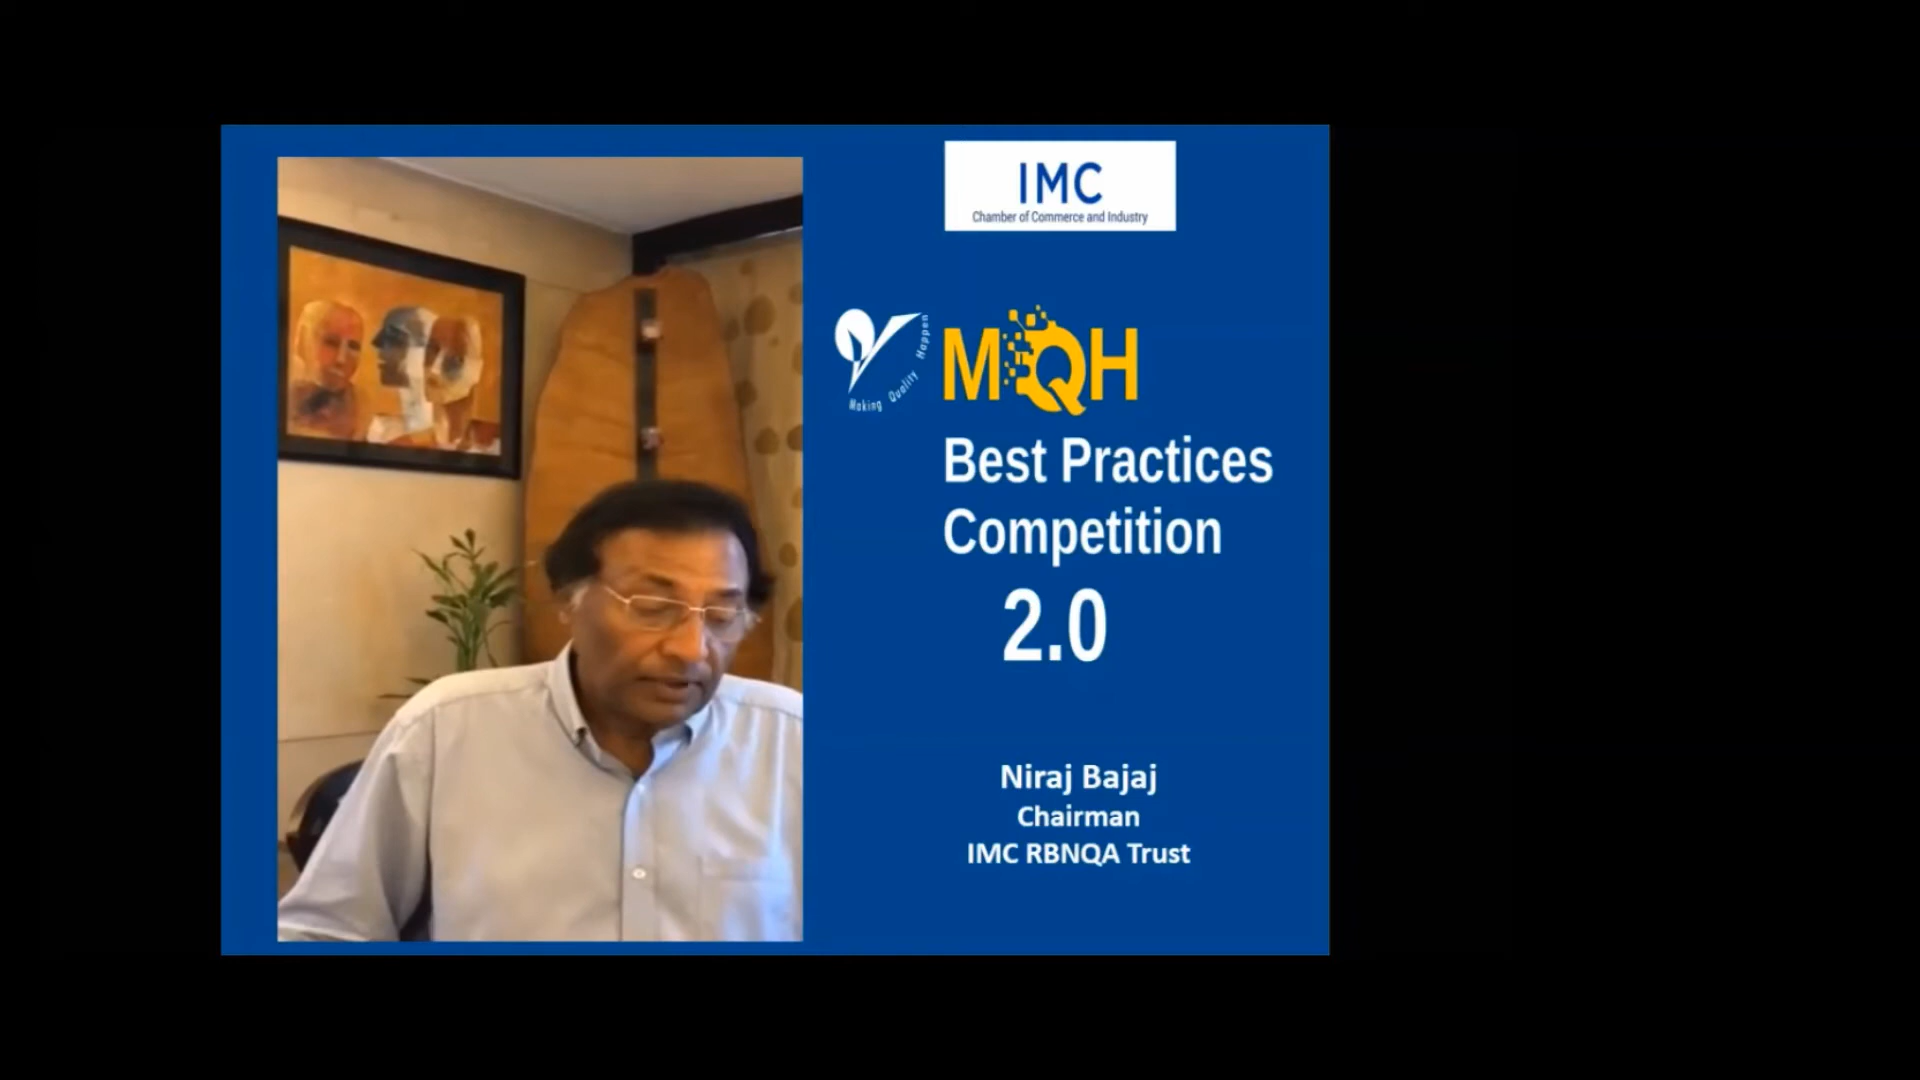 IMC
Chamber of Commerce and Industry
Making Quality Happen
MQH
Best Practices
Competition
2.0
Niraj Bajaj
Chairman
IMC RBNQA Trust